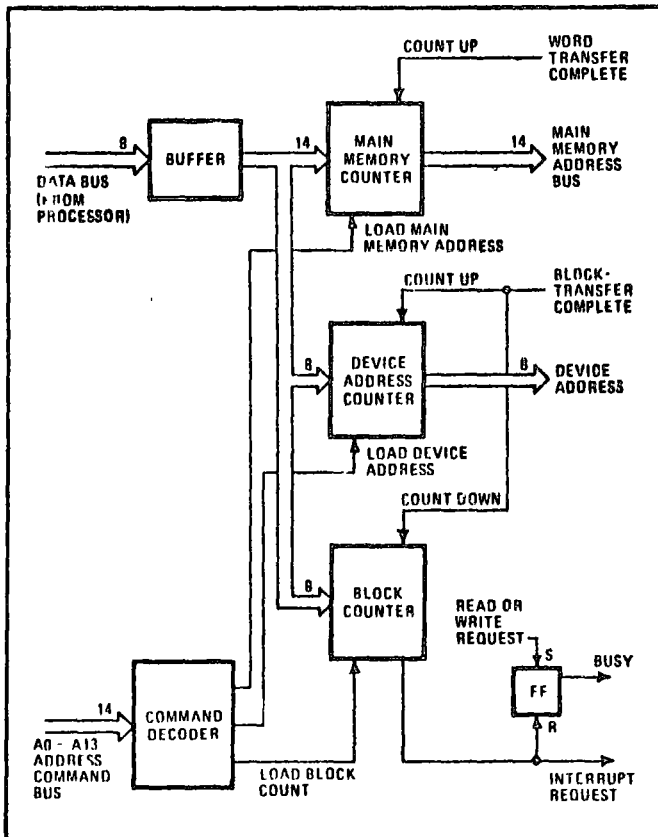 COUNT UP
WORD
TRANSFER
COMPLETE
8
BUFFER
14
MAIN
MEMORY
COUNTER
14
MAIN
MEMORY
ADDRESS
BUS
DATA BUS
(FROM
PROCESSOR)
LOAD MAIN
MEMORY ADDRESS
COUNT UP
BLOCK-
TRANSFER
COMPLETE
8
DEVICE
ADDRESS
COUNTER
8
DEVICE
ADDRESS
LOAD DEVICE
ADDRESS
COUNT DOWN
8
BLOCK
COUNTER
READ OR
WRITE
REQUEST
S
FF
BUSY
R
14
COMMAND
DECODER
A0 - A13
ADDRESS
COMMAND
BUS
LOAD BLOCK
COUNT
INTERRUPT
REQUEST